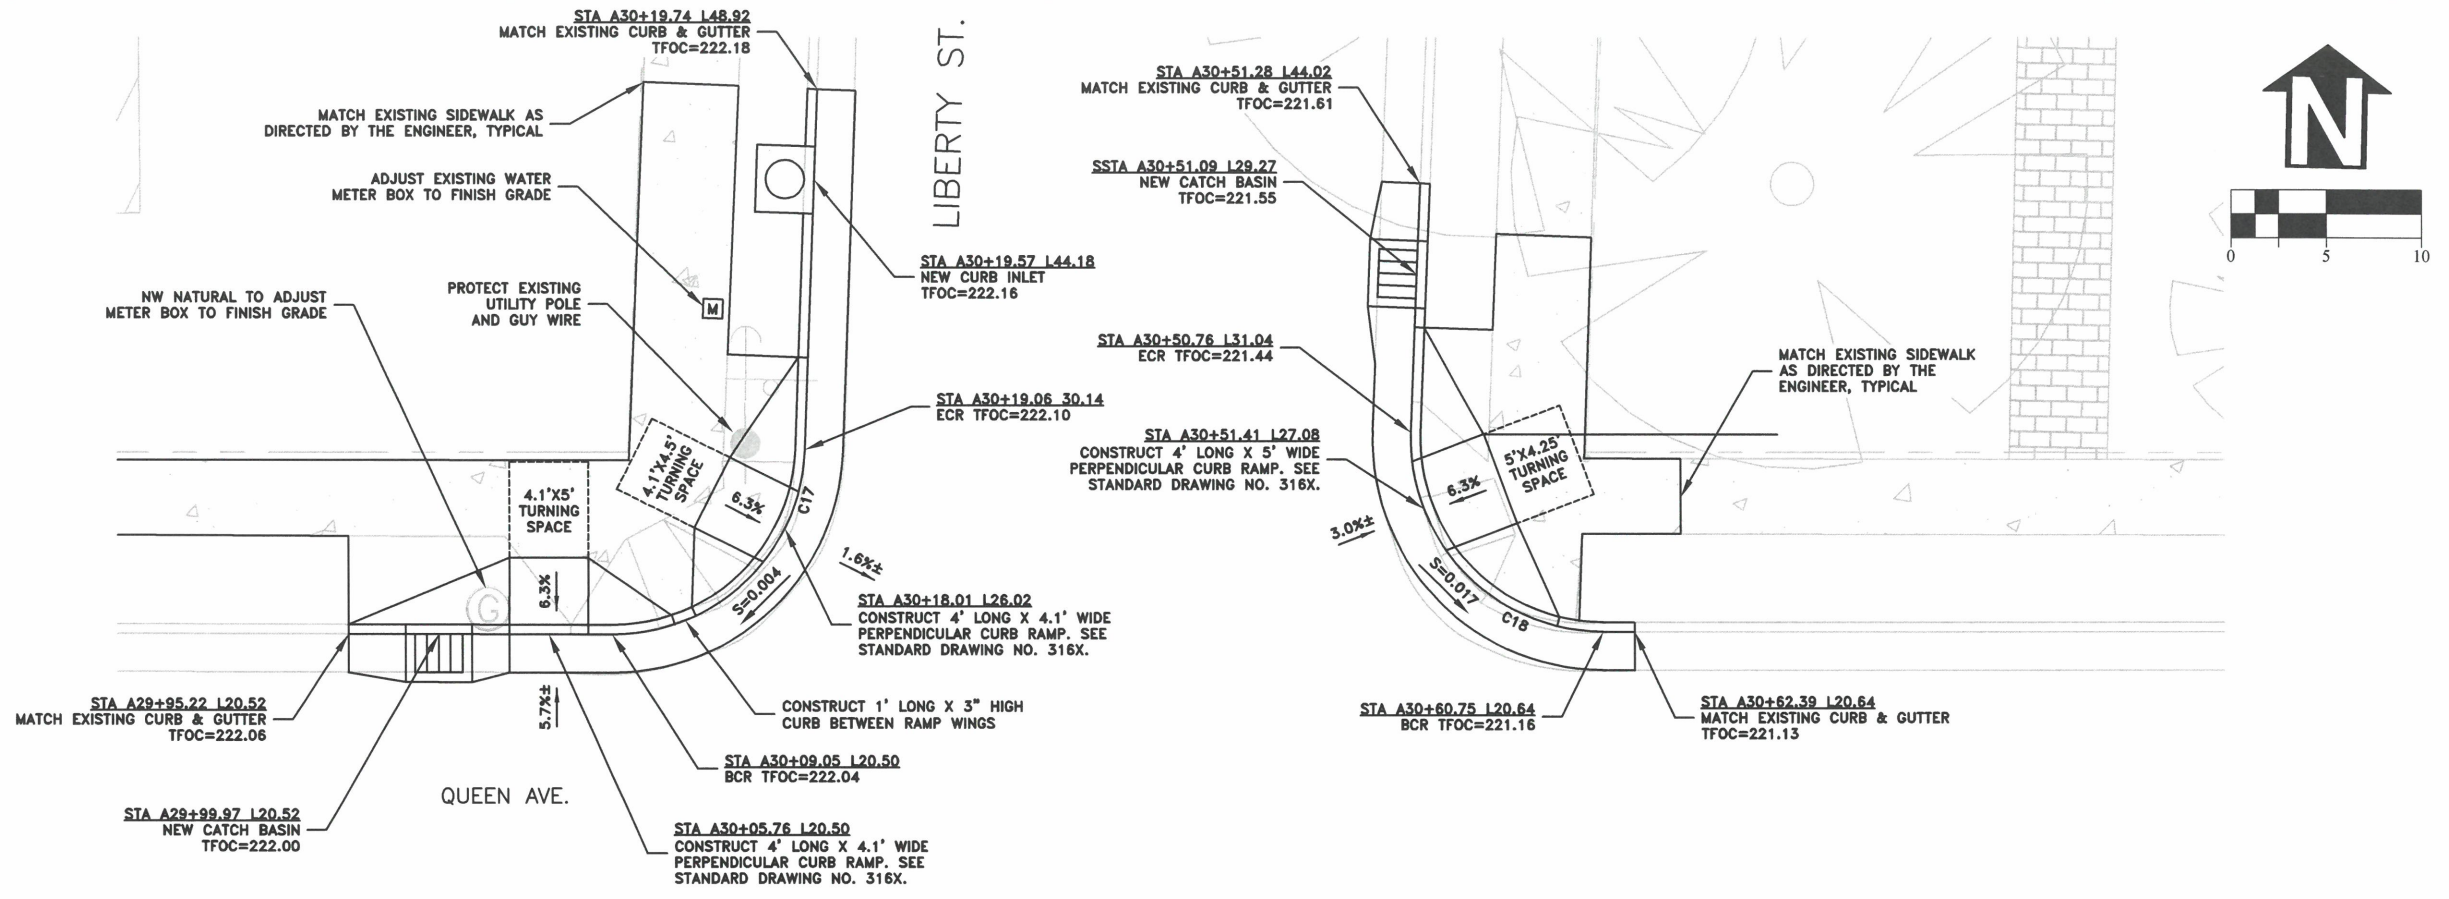 STA A30+19.74 L48.92
MATCH EXISTING CURB & GUTTER
TFOC=222.18
MATCH EXISTING SIDEWALK AS
DIRECTED BY THE ENGINEER, TYPICAL
ADJUST EXISTING WATER
METER BOX TO FINISH GRADE
NW NATURAL TO ADJUST
METER BOX TO FINISH GRADE
PROTECT EXISTING
UTILITY POLE
AND GUY WIRE
M
LIBERTY ST.
STA A30+19.57 L44.18
NEW CURB INLET
TFOC=222.16
STA A30+19.06 30.14
ECR TFOC=222.10
4.1'X4.5'
TURNING
SPACE
6.3%
C17
4.1'X5'
TURNING
SPACE
6.3%
G
S=0.004
1.6%±
STA A30+18.01 L26.02
CONSTRUCT 4' LONG X 4.1' WIDE
PERPENDICULAR CURB RAMP. SEE
STANDARD DRAWING NO. 316X.
CONSTRUCT 1' LONG X 3" HIGH
CURB BETWEEN RAMP WINGS
STA A29+95.22 L20.52
MATCH EXISTING CURB & GUTTER
TFOC=222.06
5.7%±
STA A30+09.05 L20.50
BCR TFOC=222.04
QUEEN AVE.
STA A29+99.97 L20.52
NEW CATCH BASIN
TFOC=222.00
STA A30+05.76 L20.50
CONSTRUCT 4' LONG X 4.1' WIDE
PERPENDICULAR CURB RAMP. SEE
STANDARD DRAWING NO. 316X.
STA A30+51.28 L44.02
MATCH EXISTING CURB & GUTTER
TFOC=221.61
SSTA A30+51.09 L29.27
NEW CATCH BASIN
TFOC=221.55
STA A30+50.76 L31.04
ECR TFOC=221.44
STA A30+51.41 L27.08
CONSTRUCT 4' LONG X 5' WIDE
PERPENDICULAR CURB RAMP. SEE
STANDARD DRAWING NO. 316X.
6.3%
5'X4.25'
TURNING
SPACE
3.0%±
S=0.017
C18
MATCH EXISTING SIDEWALK
AS DIRECTED BY THE
ENGINEER, TYPICAL
STA A30+60.75 L20.64
BCR TFOC=221.16
STA A30+62.39 L20.64
MATCH EXISTING CURB & GUTTER
TFOC=221.13
N
0 5 10